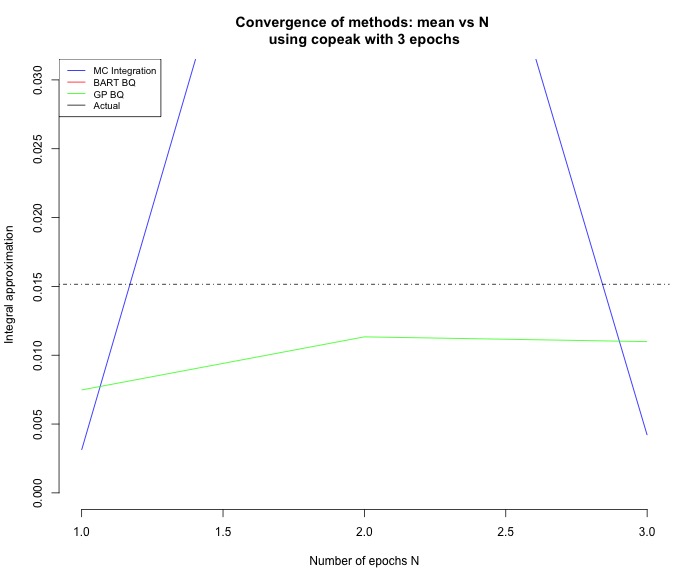 Convergence of methods: mean vs N
using copeak with 3 epochs
MC Integration
BART BQ
GP BQ
Actual
Integral approximation
0.030
0.025
0.020
0.015
0.010
0.005
0.000
1.0 1.5 2.0 2.5 3.0
Number of epochs N